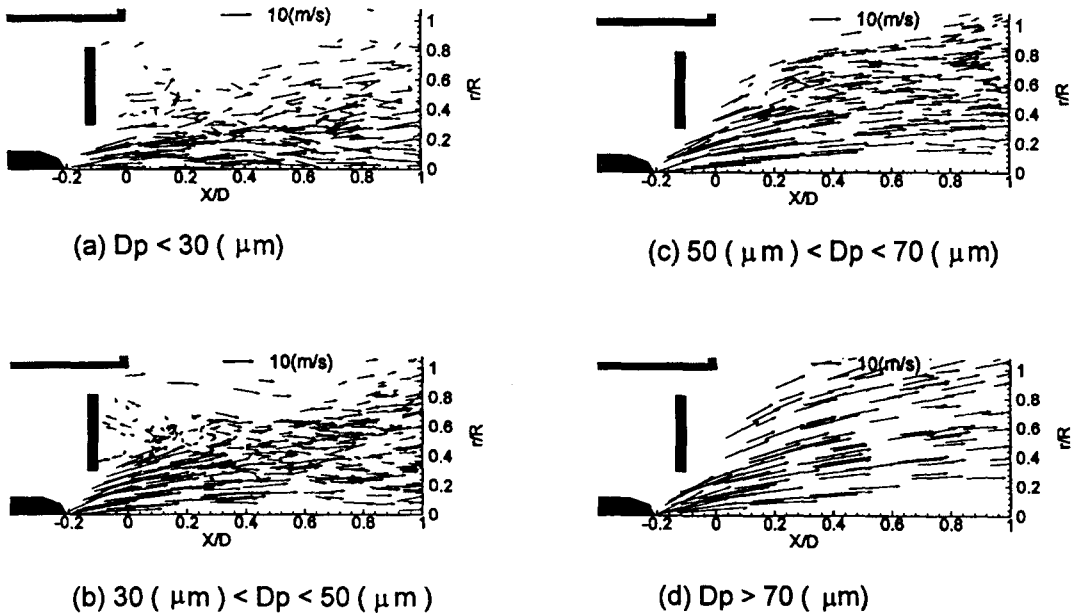 10(m/s)
1
0.8
0.6
0.4
0.2
0
r/R
-0.2 0 0.2 0.4 0.6 0.8 1
X/D
(a) Dp < 30 ( μm)
10(m/s)
1
0.8
0.6
0.4
0.2
0
r/R
-0.2 0 0.2 0.4 0.6 0.8 1
X/D
(c) 50 ( μm ) < Dp < 70 ( μm)
10(m/s)
1
0.8
0.6
0.4
0.2
0
r/R
-0.2 0 0.2 0.4 0.6 0.8 1
X/D
(b) 30 ( μm ) < Dp < 50 ( μm )
10(m/s)
1
0.8
0.6
0.4
0.2
0
r/R
-0.2 0 0.2 0.4 0.6 0.8 1
X/D
(d) Dp > 70 ( μm)